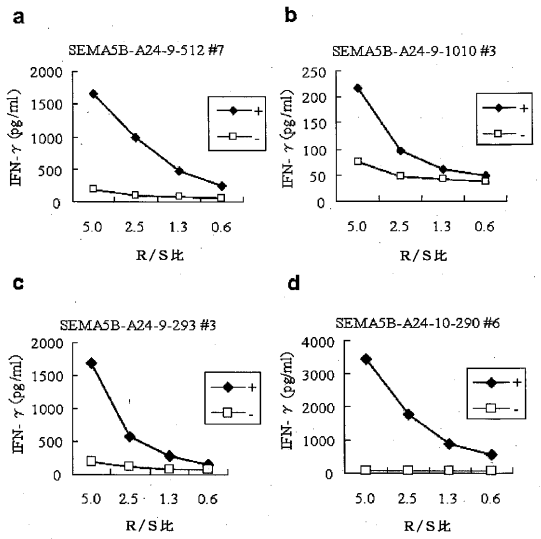 a
SEMA5B-A24-9-512 #7
IFN- γ (pg/ml)
2000
1500
1000
500
0
5.0 2.5 1.3 0.6
R/S比
+
-
b
SEMA5B-A24-9-1010 #3
IFN- γ (pg/ml)
250
200
150
100
50
0
5.0 2.5 1.3 0.6
R/S比
+
-
c
SEMA5B-A24-9-293 #3
IFN- γ (pg/ml)
2000
1500
1000
500
0
5.0 2.5 1.3 0.6
R/S比
+
-
d
SEMA5B-A24-10-290 #6
IFN- γ (pg/ml)
4000
3000
2000
1000
0
5.0 2.5 1.3 0.6
R/S比
+
-